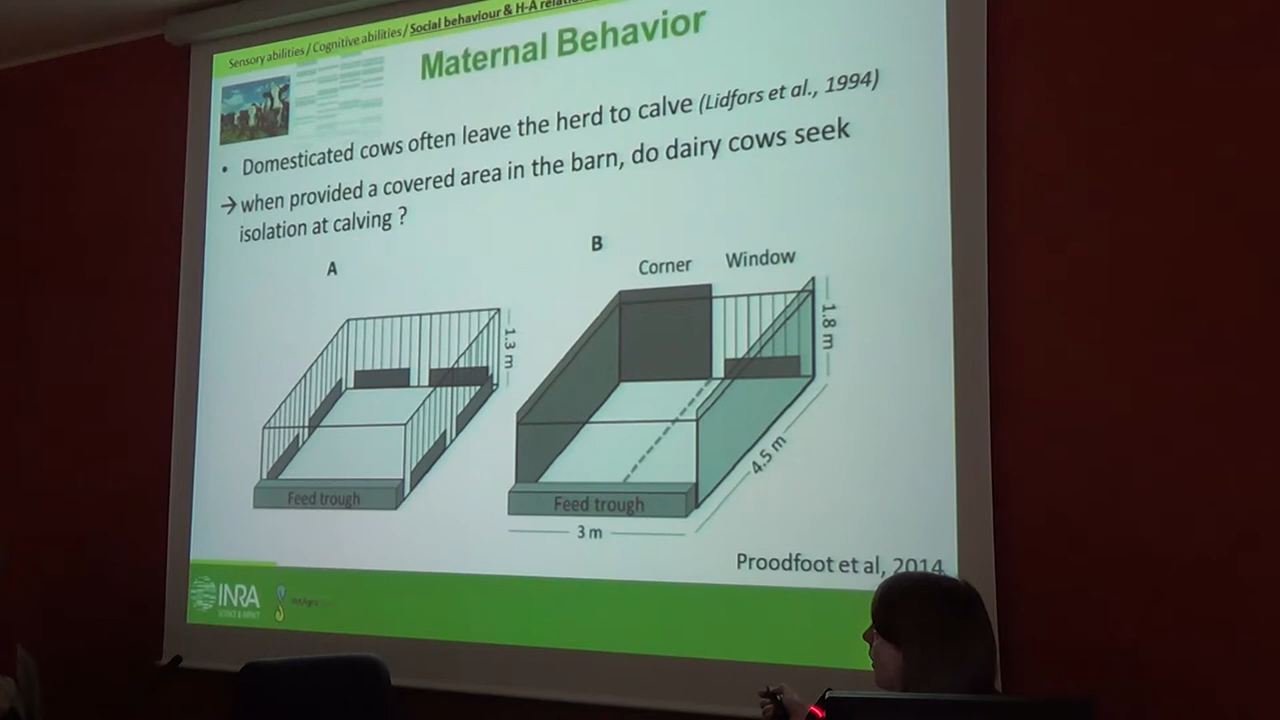 Sensory abilities / Cognitive abilities / Social behaviour & H-A
Maternal Behavior
• Domesticated cows often leave the herd to calve (Lidfors et al., 1994)
→ when provided a covered area in the barn, do dairy cows seek
isolation at calving ?
A
B
Corner
Window
1.3 m
1.8 m
4,5 m
Feed trough
Feed trough
3 m
Proodfoot et al, 2014
INRA
SCIENCE & IMPACT